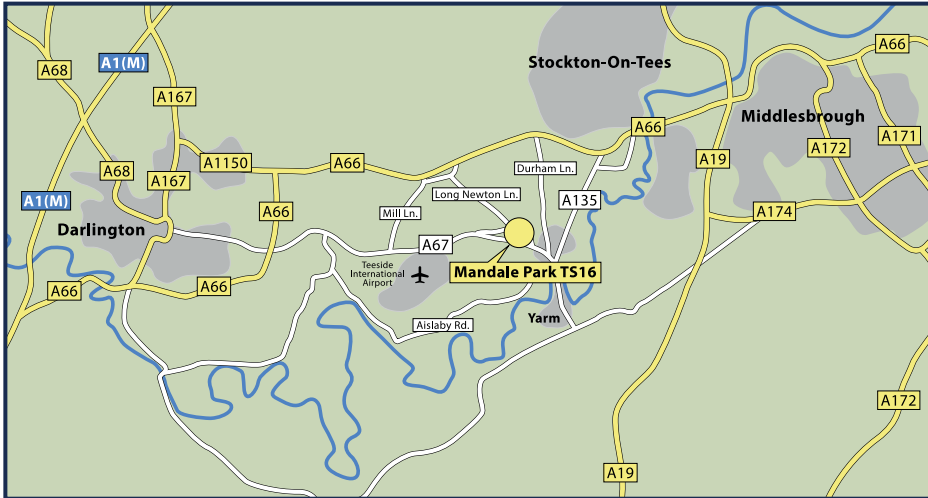 A66
A68
A1(M)
Stockton-On-Tees
A167
Middlesbrough
A66
A171
A172
A1150
A66
A19
A68
A167
Durham Ln.
Long Newton Ln.
A1(M)
A135
Mill Ln.
A66
A174
Darlington
A67
Teeside
International
Airport
Mandale Park TS16
A66
A66
Yarm
Aislaby Rd.
A172
A19